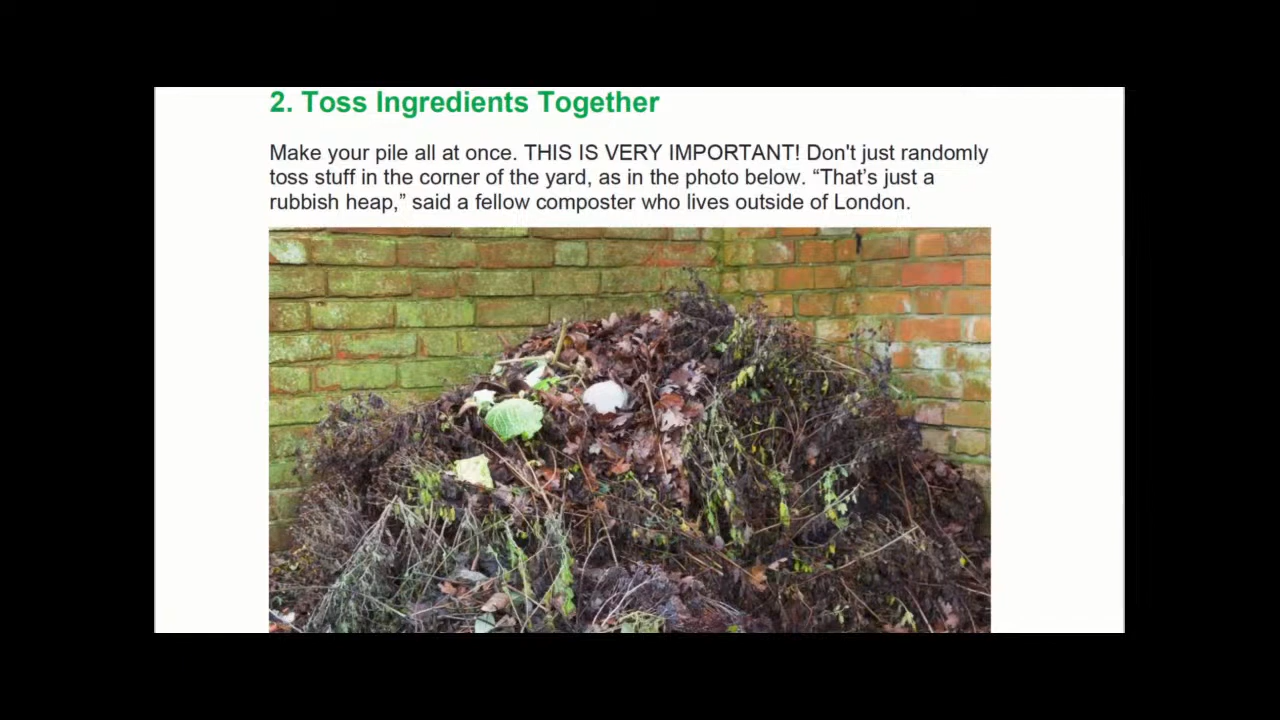 2. Toss Ingredients Together
Make your pile all at once. THIS IS VERY IMPORTANT! Don't just randomly
toss stuff in the corner of the yard, as in the photo below. “That’s just a
rubbish heap,” said a fellow composter who lives outside of London.